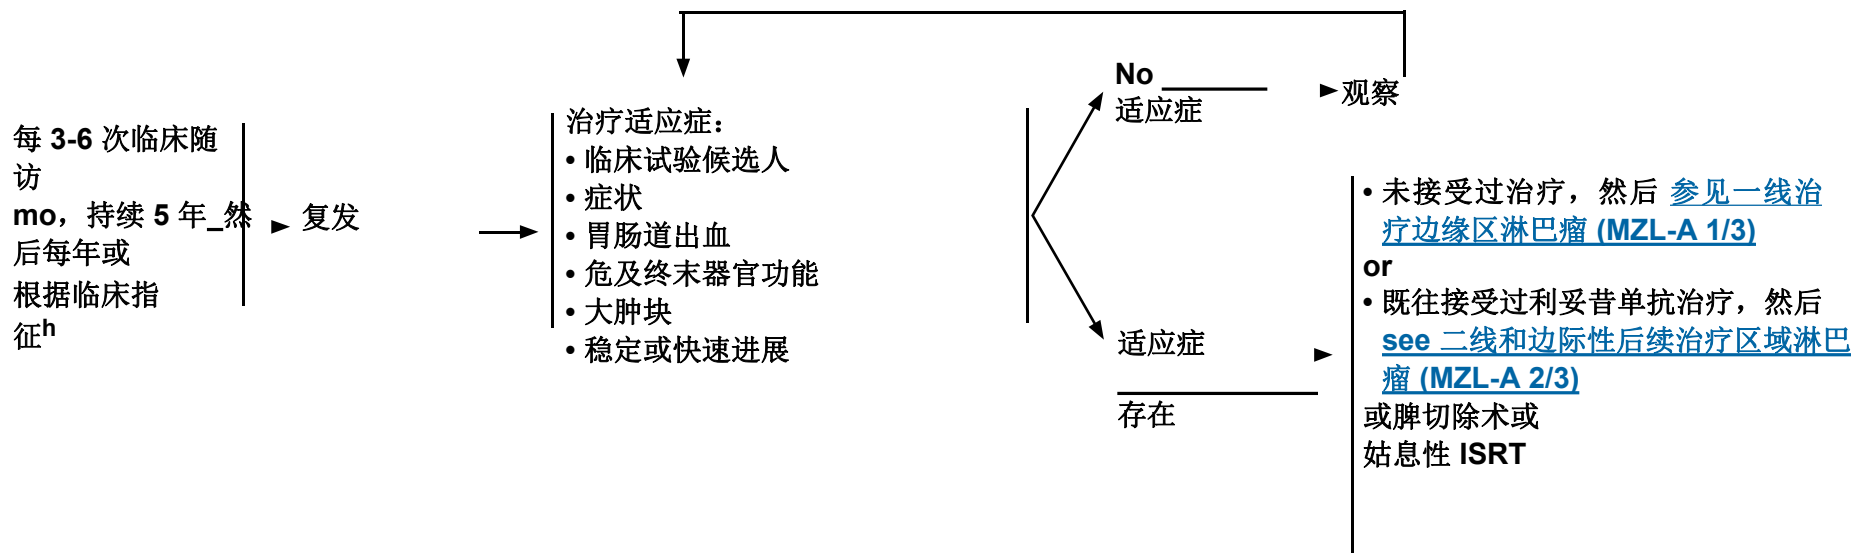 每 3-6 次临床随
访
mo，持续 5 年_然
后每年或
根据临床指
征h
复发
治疗适应症：
• 临床试验候选人
• 症状
• 胃肠道出血
• 危及终末器官功能
• 大肿块
• 稳定或快速进展
No
适应症
观察
适应症
存在
• 未接受过治疗，然后 参见一线治
疗边缘区淋巴瘤 (MZL-A 1/3)
or
• 既往接受过利妥昔单抗治疗，然后
see 二线和边际性后续治疗区域淋巴
瘤 (MZL-A 2/3)
或脾切除术或
姑息性 ISRT